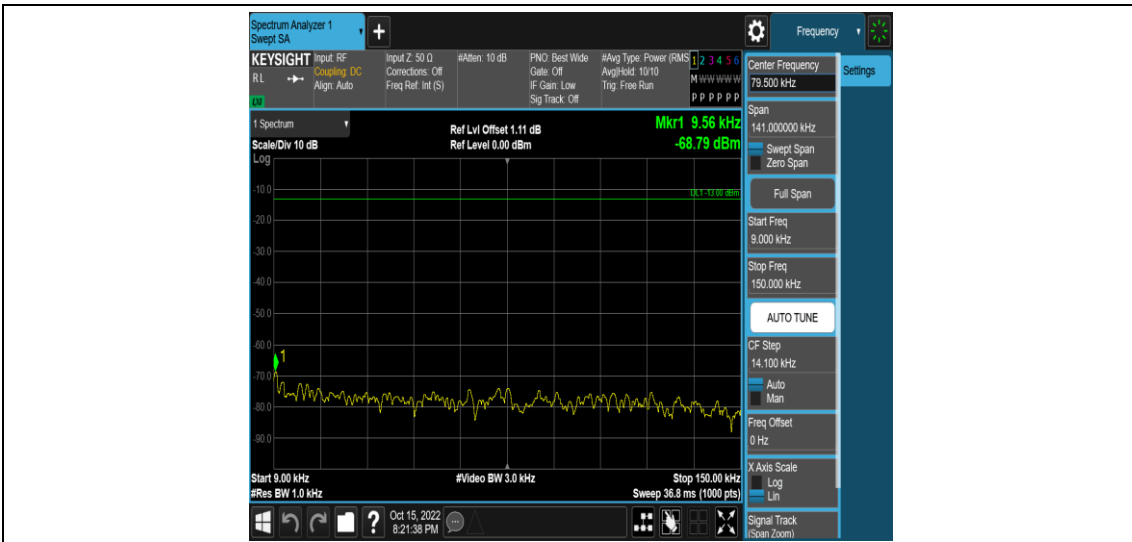 Spectrum Analyzer 1
Swept SA
+
Frequency
KEYSIGHT
RL
LXI
Input: RF
Coupling: DC
Align: Auto
Input Z: 50 Ω
Corrections: Off
Freq Ref: Int (S)
#Atten: 10 dB
PNO: Best Wide
Gate: Off
IF Gain: Low
Sig Track: Off
#Avg Type: Power (RMS
Avg|Hold: 10/10
Trig: Free Run
1 2 3 4 5 6
M W W W W W
P P P P P P
1 Spectrum
Scale/Div 10 dB
Ref Lvl Offset 1.11 dB
Ref Level 0.00 dBm
Mkr1 9.56 kHz
-68.79 dBm
Log
DL1 -13.00 dBm
-10.0
-20.0
-30.0
-40.0
-50.0
-60.0
1
-70.0
-80.0
-90.0
Start 9.00 kHz
#Res BW 1.0 kHz
#Video BW 3.0 kHz
Stop 150.00 kHz
Sweep 36.8 ms (1000 pts)
?
Oct 15, 2022
8:21:38 PM
Center Frequency
79.500 kHz
Settings
Span
141.000000 kHz
Swept Span
Zero Span
Full Span
Start Freq
9.000 kHz
Stop Freq
150.000 kHz
AUTO TUNE
CF Step
14.100 kHz
Auto
Man
Freq Offset
0 Hz
X Axis Scale
Log
Lin
Signal Track
(Span Zoom)